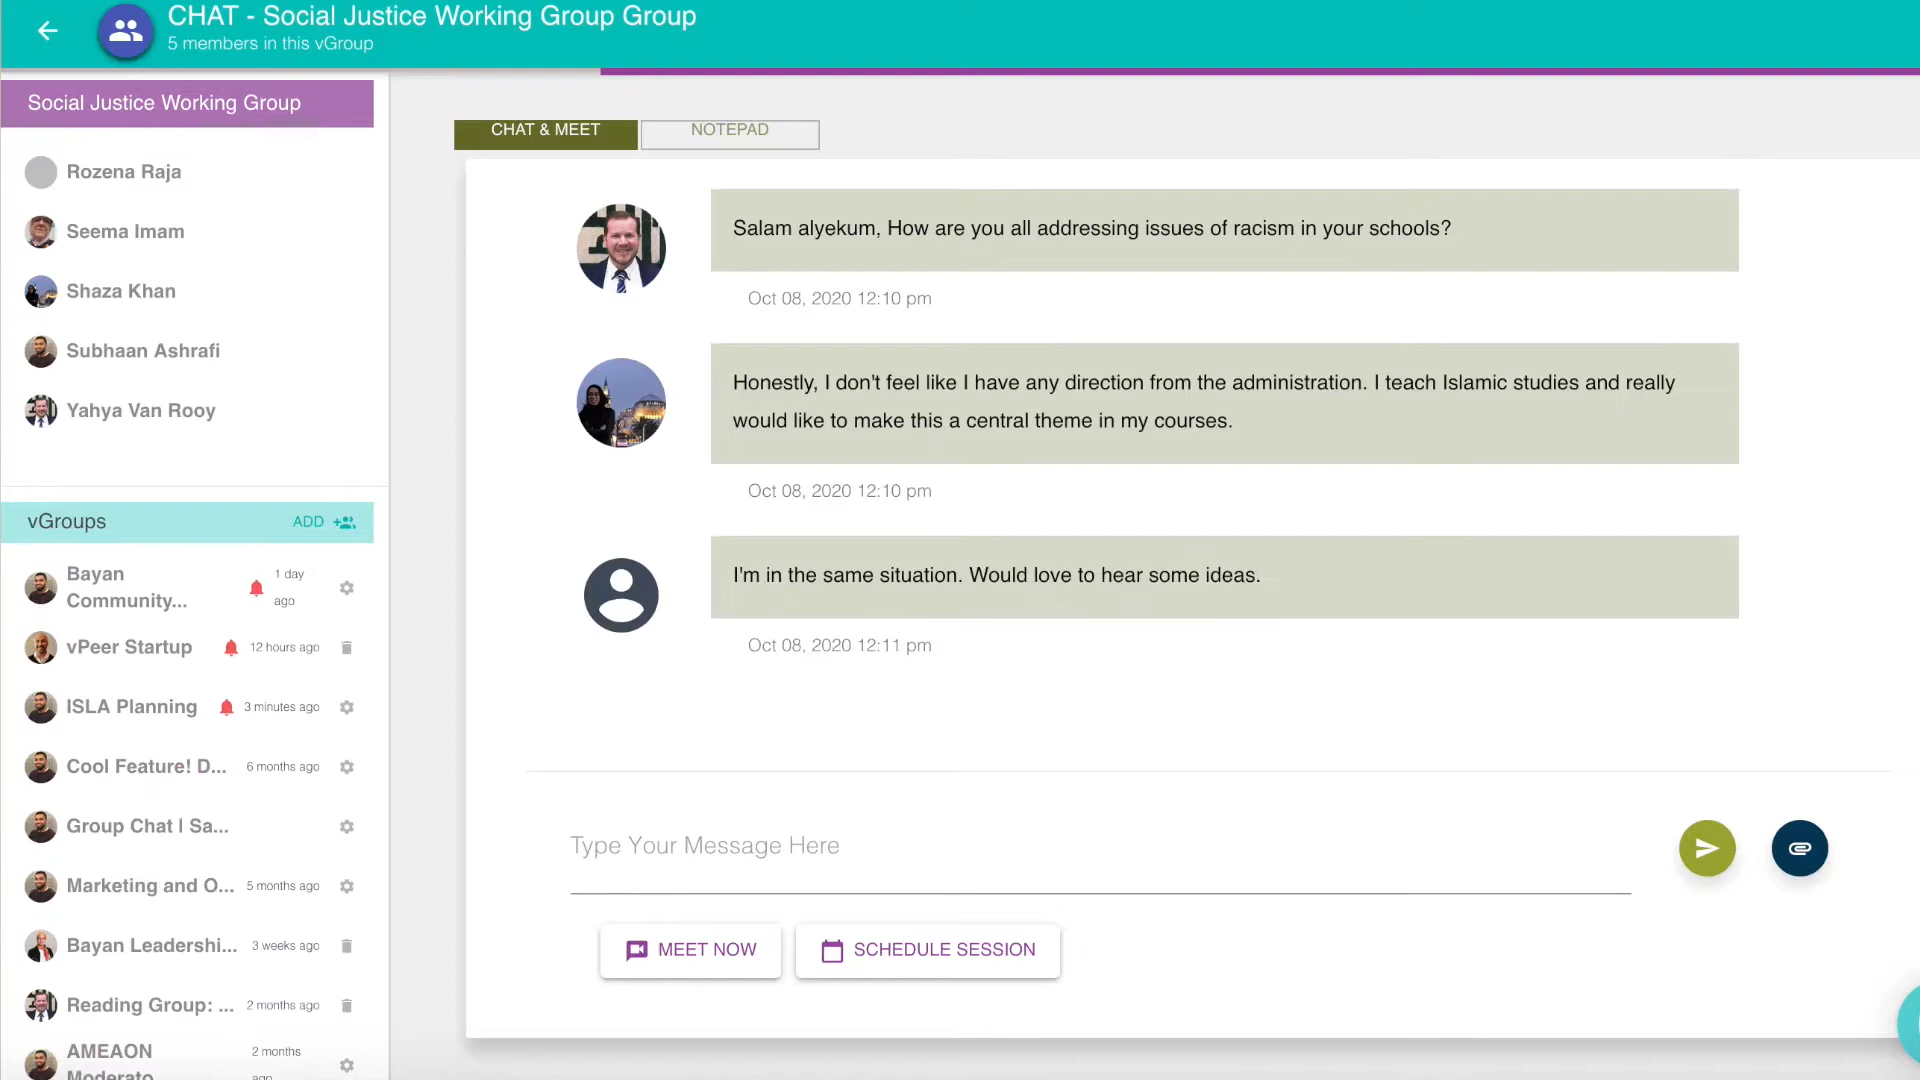 CHAT - Social Justice Working Group Group
5 members in this vGroup
Social Justice Working Group
Rozena Raja
Seema Imam
Shaza Khan
Subhaan Ashrafi
Yahya Van Rooy
vGroups
ADD
Bayan
Community...
1 day
ago
vPeer Startup
12 hours ago
ISLA Planning
3 minutes ago
Cool Feature! D...
6 months ago
Group Chat | Sa...
Marketing and O...
5 months ago
Bayan Leadershi...
3 weeks ago
Reading Group: ...
2 months ago
AMEAON
Moderato
2 months
ago
CHAT & MEET
NOTEPAD
Salam alyekum, How are you all addressing issues of racism in your schools?
Oct 08, 2020 12:10 pm
Honestly, I don't feel like I have any direction from the administration. I teach Islamic studies and really
would like to make this a central theme in my courses.
Oct 08, 2020 12:10 pm
I'm in the same situation. Would love to hear some ideas.
Oct 08, 2020 12:11 pm
Type Your Message Here
MEET NOW
SCHEDULE SESSION